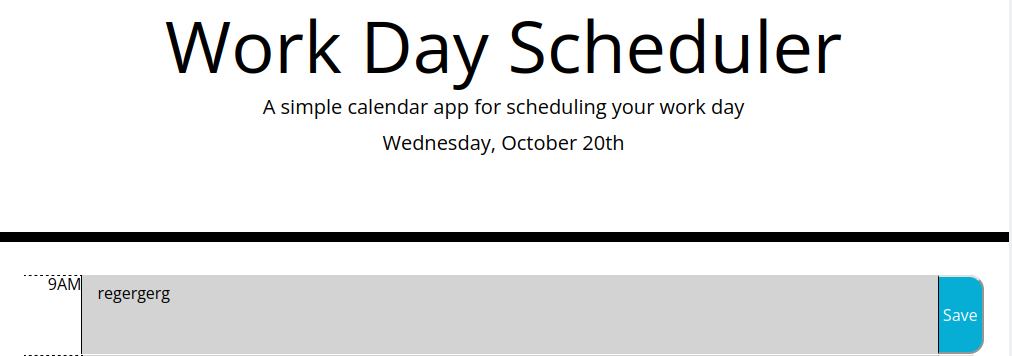 Work Day Scheduler
A simple calendar app for scheduling your work day
Wednesday, October 20th
9AM
regergerg
Save